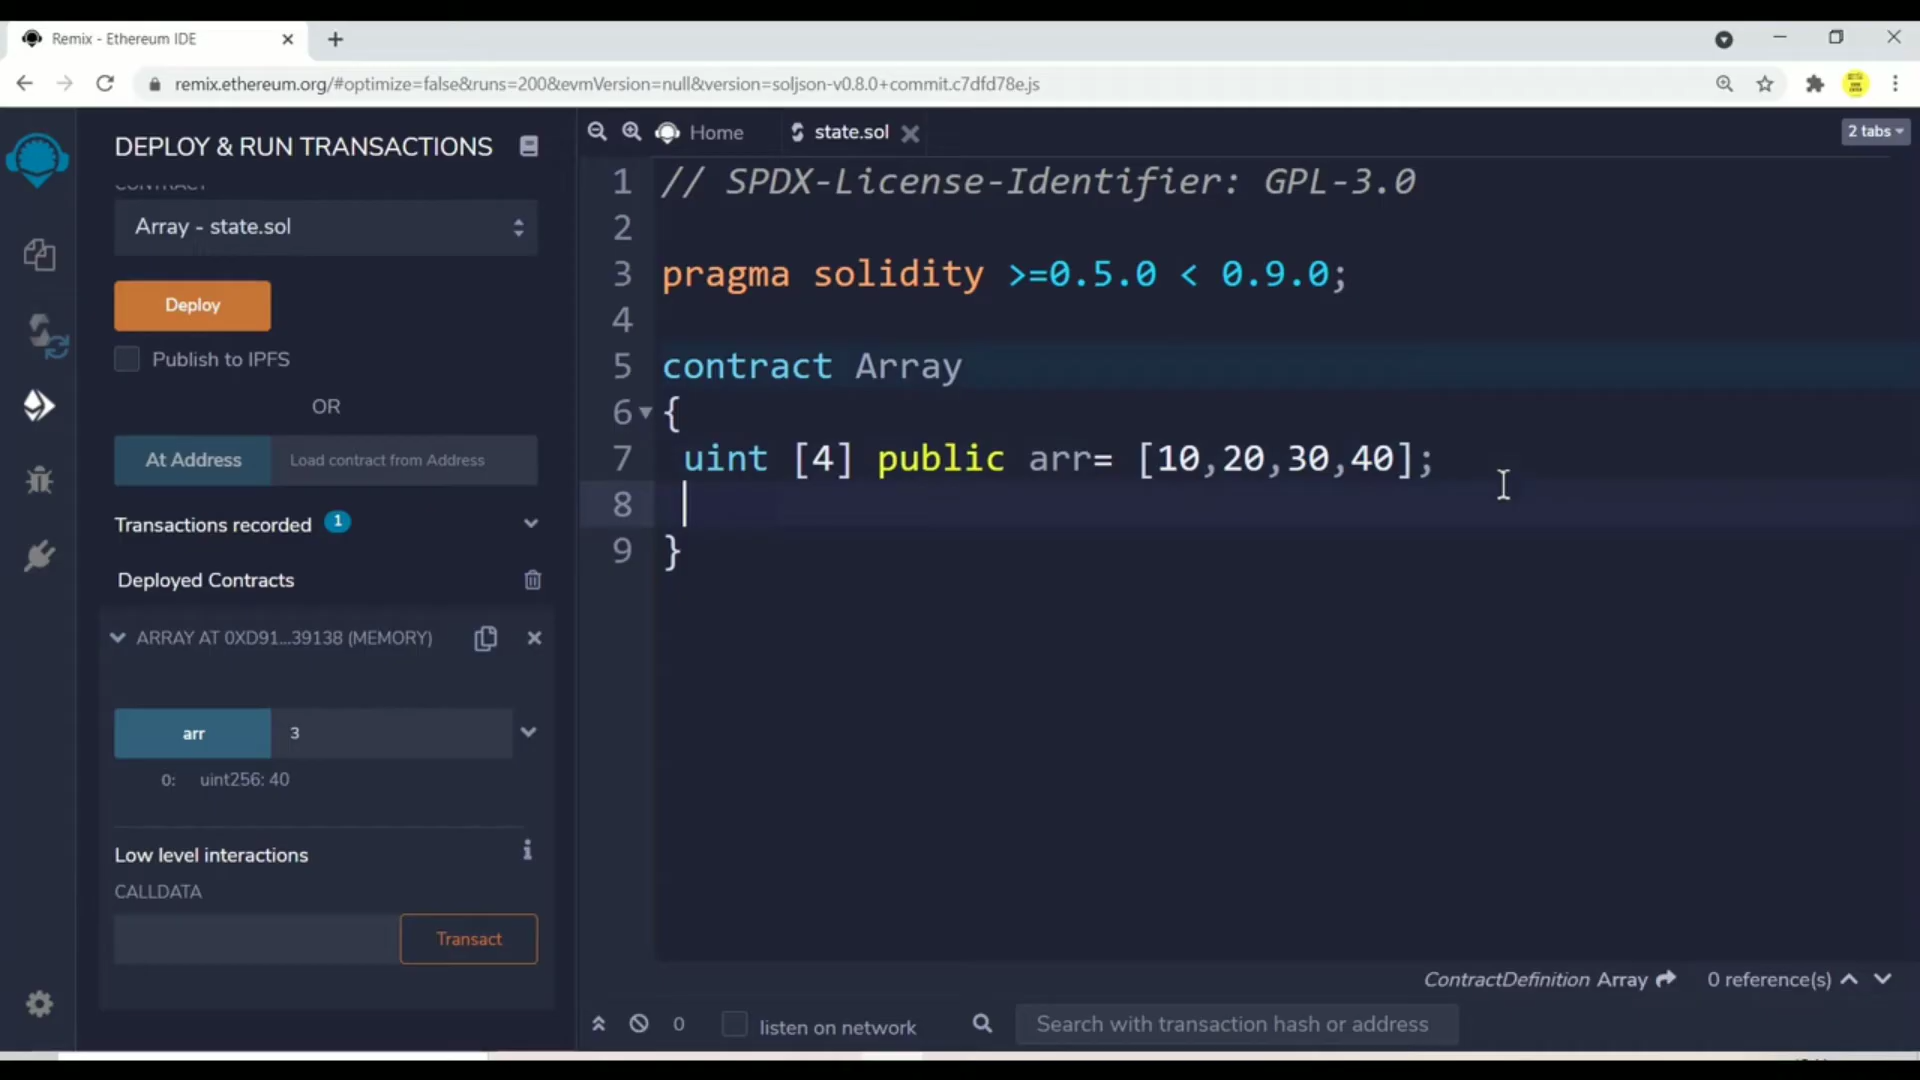 Remix - Ethereum IDE
remix.ethereum.org/#optimize=false&runs=200&evmVersion=null&version=soljson-v0.8.0+commit.c7dfd78e.js
DEPLOY & RUN TRANSACTIONS
CONTRACT
Array - state.sol
Deploy
Publish to IPFS
OR
At Address Load contract from Address
Transactions recorded 1
Deployed Contracts
ARRAY AT 0XD91...39138 (MEMORY)
arr 3
0: uint256: 40
Low level interactions
CALLDATA
Transact
Home state.sol 2 tabs
1 // SPDX-License-Identifier: GPL-3.0
2
3 pragma solidity >=0.5.0 < 0.9.0;
4
5 contract Array
6 {
7 uint [4] public arr= [10,20,30,40];
8
9 }
ContractDefinition Array 0 reference(s)
0 listen on network Search with transaction hash or address